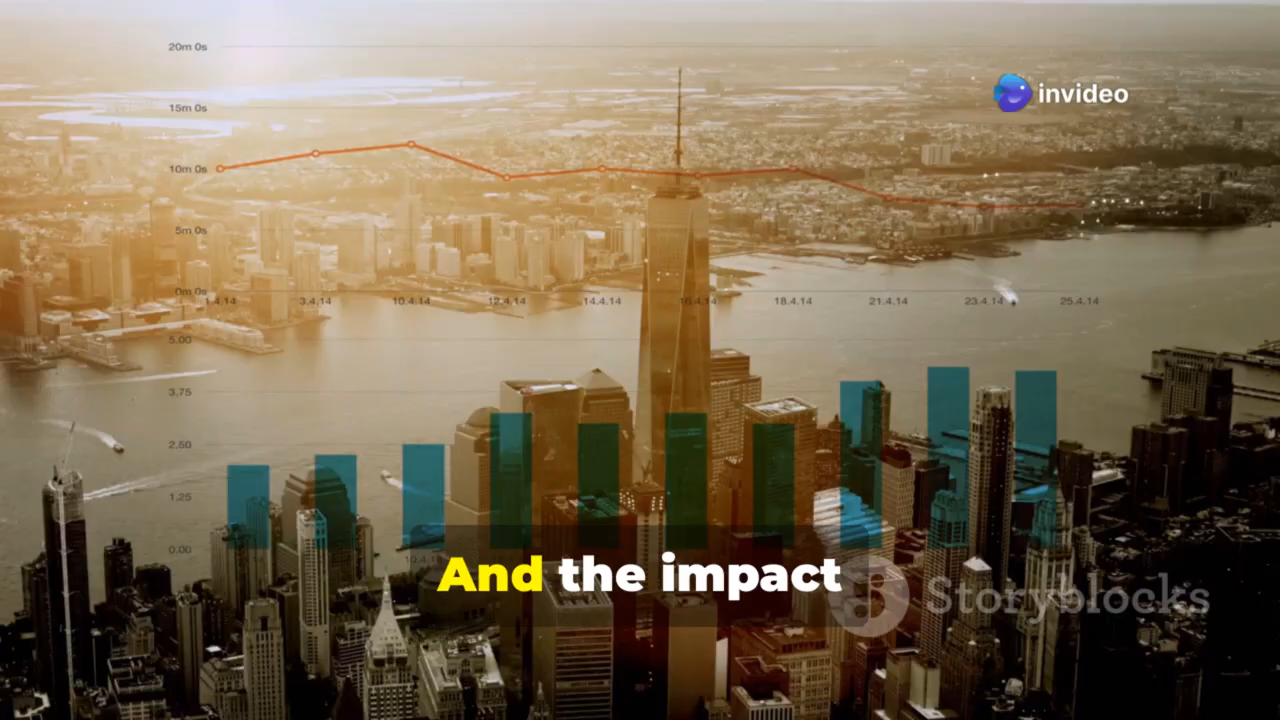 20m 0s
invideo
15m 0s
10m 0s
5m 0s
0m 0s
1.4.14 3.4.14 10.4.14 12.4.14 14.4.14 16.4.14 18.4.14 21.4.14 23.4.14 25.4.14
5.00
3,75
2,50
1,25
0.00
And the impact
Storyblocks